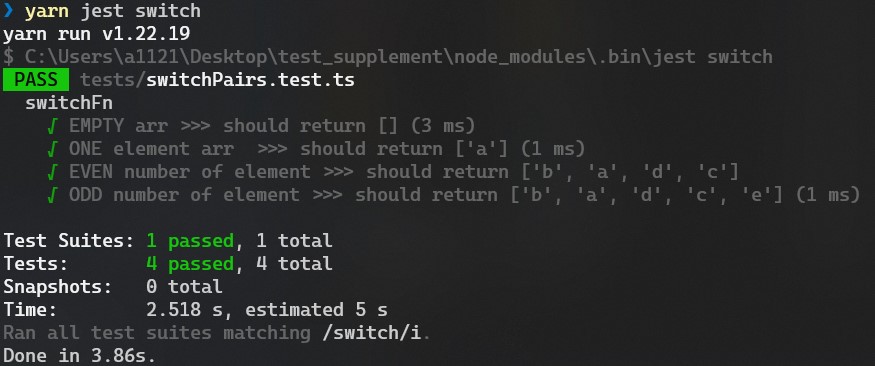 ❯ yarn jest switch
yarn run v1.22.19
$ C:\Users\a1121\Desktop\test_supplement\node_modules\.bin\jest switch
PASS tests/switchPairs.test.ts
switchFn
√ EMPTY arr >>> should return [] (3 ms)
√ ONE element arr  >>> should return ['a'] (1 ms)
√ EVEN number of element >>> should return ['b', 'a', 'd', 'c']
√ ODD number of element >>> should return ['b', 'a', 'd', 'c', 'e'] (1 ms)
Test Suites: 1 passed, 1 total
Tests:       4 passed, 4 total
Snapshots:   0 total
Time:        2.518 s, estimated 5 s
Ran all test suites matching /switch/i.
Done in 3.86s.